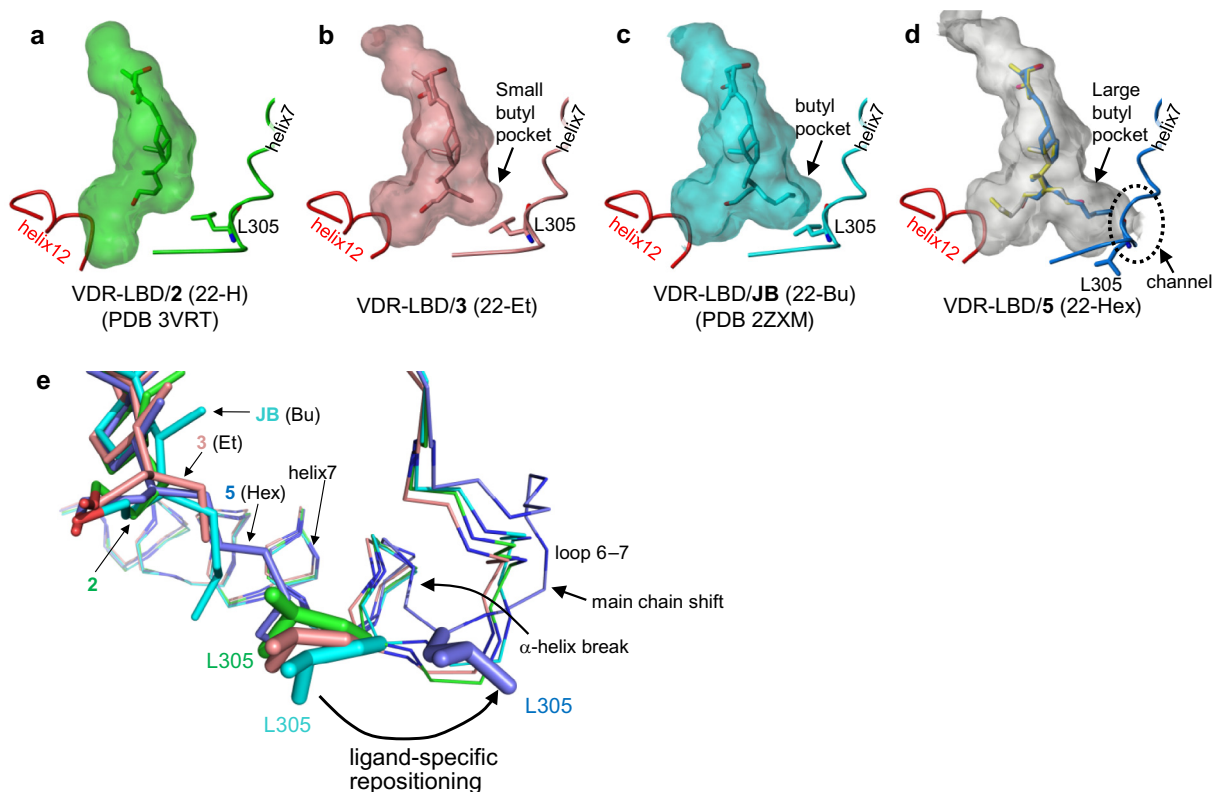 a
helix7
L305
helix12
VDR-LBD/2 (22-H)
(PDB 3VRT)
b
Small
butyl
pocket
helix7
L305
helix12
VDR-LBD/3 (22-Et)
c
butyl
pocket
helix7
L305
helix12
VDR-LBD/JB (22-Bu)
(PDB 2ZXM)
d
Large
butyl
pocket
helix7
helix12
L305
channel
VDR-LBD/5 (22-Hex)
e
JB (Bu)
3 (Et)
helix7
5 (Hex)
2
loop 6–7
main chain shift
α-helix break
L305
L305
L305
ligand-specific
repositioning